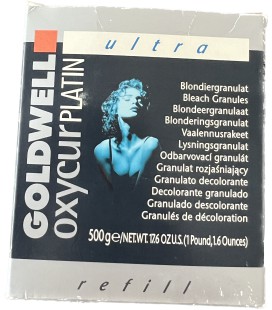 ultra
GOLDWELL
oxycur PLATIN
Blondiergranulat
Bleach Granules
Blondeergranulaat
Blonderingsgranulat
Vaalennusrakeet
Lysningsgranulat
Odbarvovací granulát
Granulat rozjaśniający
Granulato decolorante
Decolorante granulado
Granulado descolorante
Granulés de décoloration
500 g e/NET.WT. 17.6 OZ U.S. (1 Pound, 1.6 Ounces)
refill